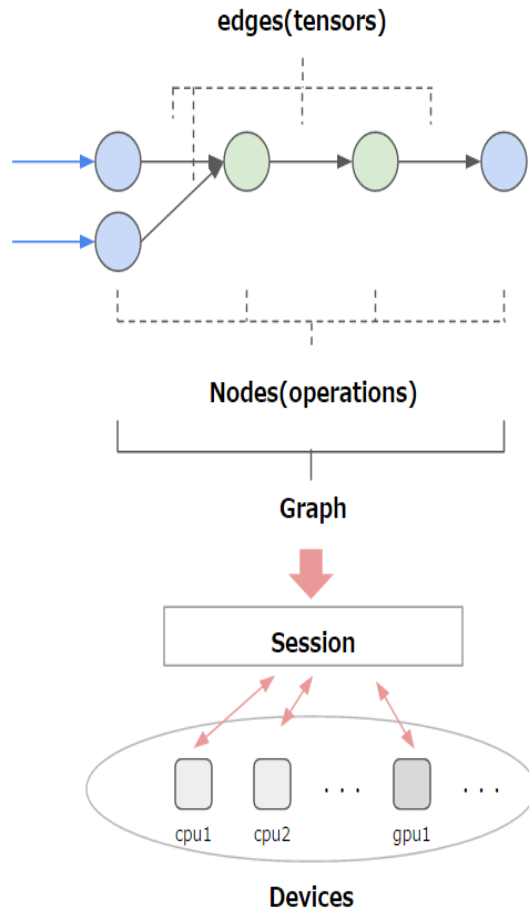 edges(tensors)
Nodes(operations)
Graph
Session
. . .
. . .
cpu1
cpu2
gpu1
Devices